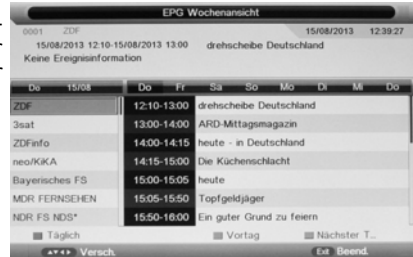 EPG Wochenansicht
0001 ZDF 15/08/2013 12:39:27
15/08/2013 12:10-15/08/2013 13:00 drehscheibe Deutschland
Keine Ereignisinformation
Do 15/08 Do Fr Sa So Mo Di Mi Do
ZDF 12:10-13:00 drehscheibe Deutschland
3sat 13:00-14:00 ARD-Mittagsmagazin
ZDFinfo 14:00-14:15 heute - in Deutschland
neo/KiKA 14:15-15:00 Die Küchenschlacht
Bayerisches FS 15:00-15:05 heute
MDR FERNSEHEN 15:05-15:50 Topfgeldjäger
NDR FS NDS* 15:50-16:00 Ein guter Grund zu feiern
Täglich Vortag Nächster T...
Versch. Exit Beend.